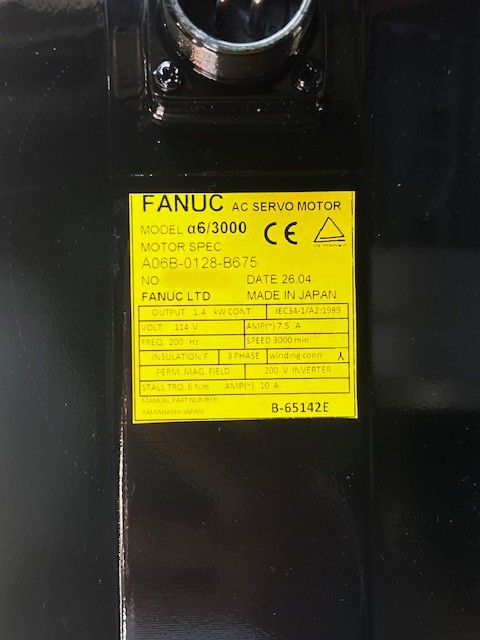 FANUC AC SERVO MOTOR
MODEL α6/3000
CE
MOTOR SPEC
A06B-0128-B675
NO DATE 26.04
FANUC LTD MADE IN JAPAN
OUTPUT 1.4 kW CONT IEC34-1/A2:1989
VOLT 114 V AMP(~) 7.5 A
FREQ. 200 Hz SPEED 3000 min⁻
INSULATION F 3 PHASE winding conn. 人
PERM. MAG. FIELD 200 V INVERTER
STALL TRQ. 6 Nm AMP(~) 10 A
MANUAL PART NUMBER
YAMANASHI JAPAN B-65142E